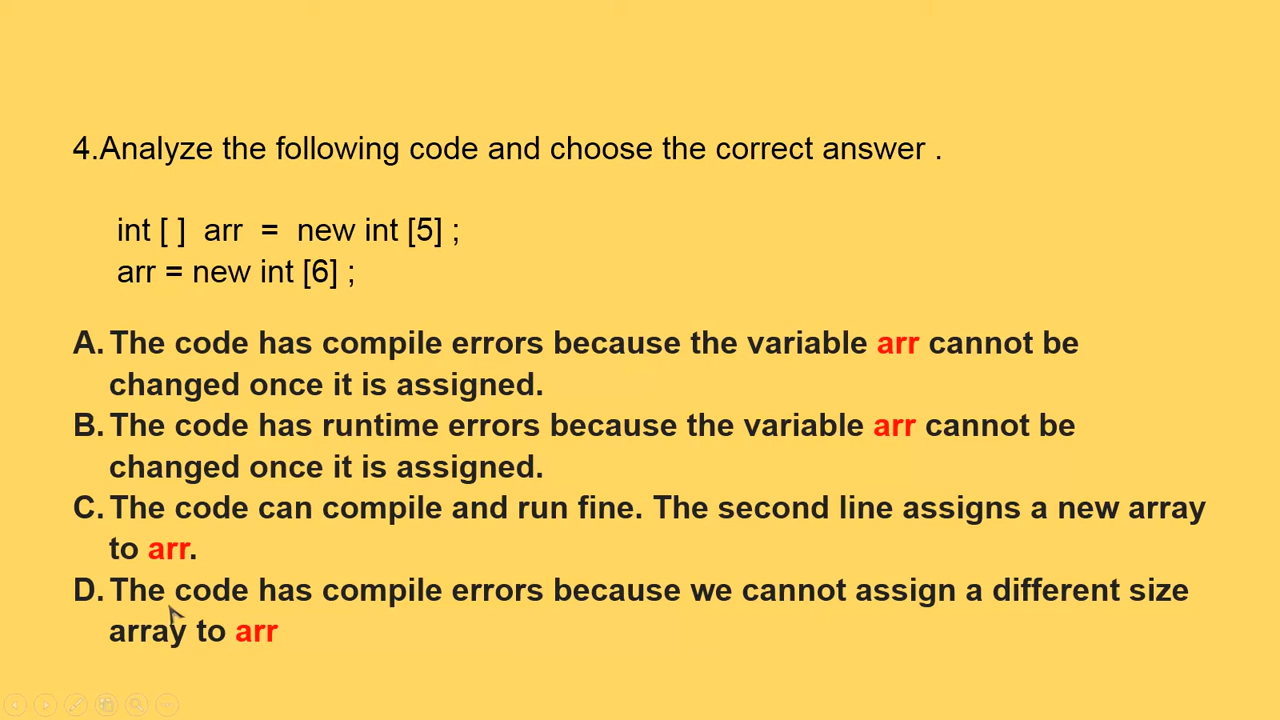 4.Analyze the following code and choose the correct answer .
int [ ] arr = new int [5] ;
arr = new int [6] ;
A. The code has compile errors because the variable arr cannot be
changed once it is assigned.
B. The code has runtime errors because the variable arr cannot be
changed once it is assigned.
C. The code can compile and run fine. The second line assigns a new array
to arr.
D. The code has compile errors because we cannot assign a different size
array to arr